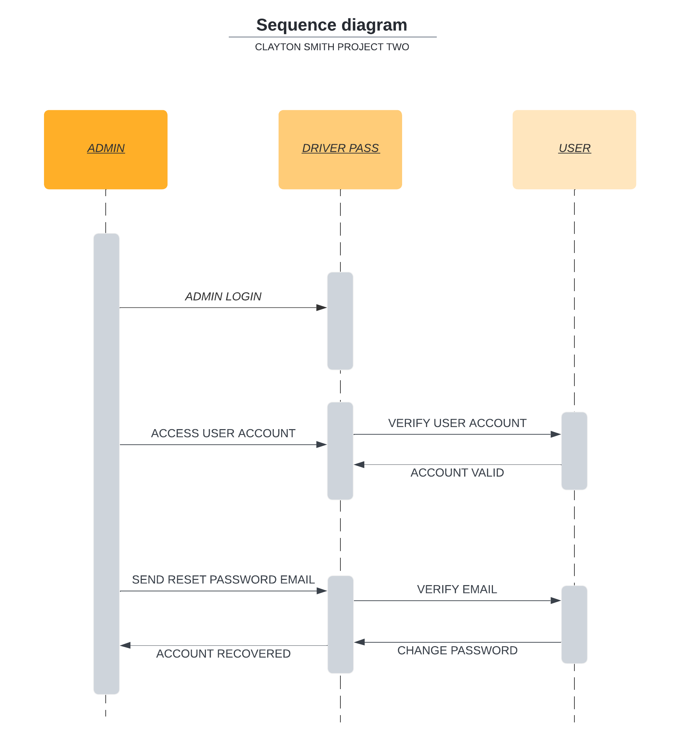 Sequence diagram
CLAYTON SMITH PROJECT TWO
ADMIN
DRIVER PASS
USER
ADMIN LOGIN
VERIFY USER ACCOUNT
ACCESS USER ACCOUNT
ACCOUNT VALID
SEND RESET PASSWORD EMAIL
VERIFY EMAIL
CHANGE PASSWORD
ACCOUNT RECOVERED